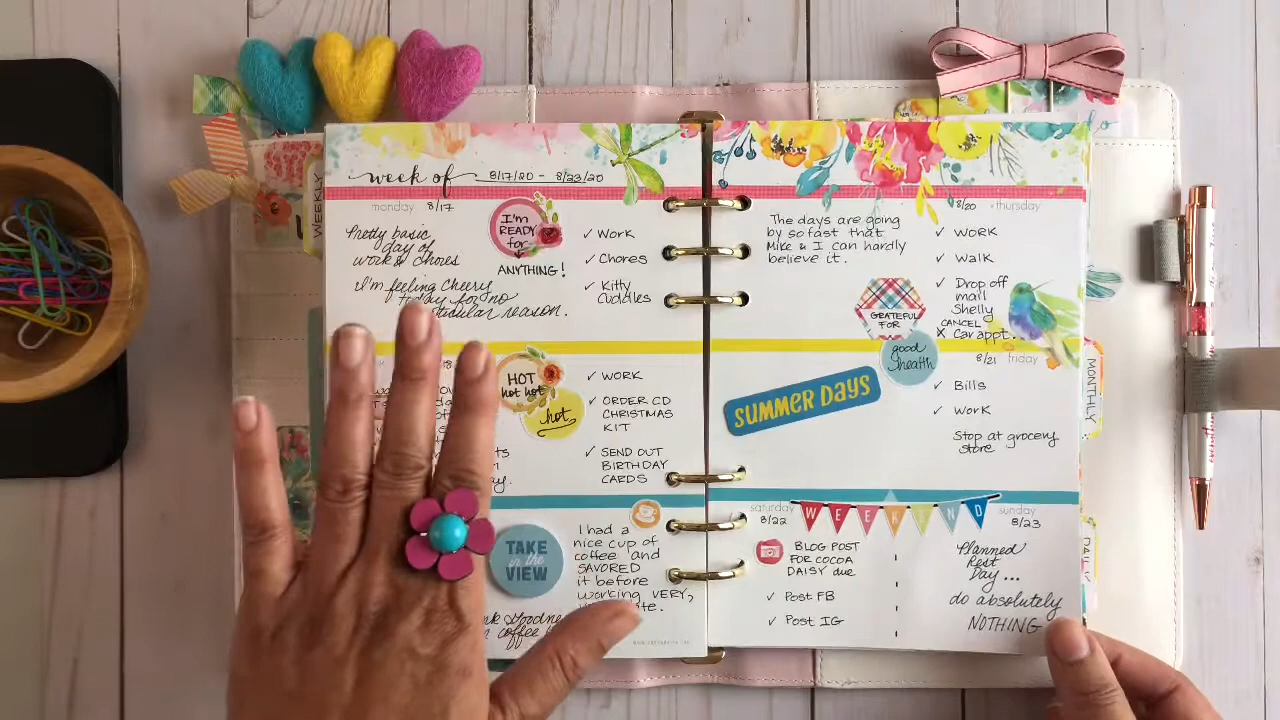 week of 8/17/20 - 8/23/20
WEEKLY
monday 8/17
Pretty basic
day of
work & chores
I'm feeling cheery
today for no
particular reason.
I'm
READY
for
ANYTHING!
✓ Work
✓ Chores
✓ Kitty
Cuddles
HOT
hot hot
hot
✓ WORK
✓ ORDER CD
CHRISTMAS
KIT
✓ SEND OUT
BIRTHDAY
CARDS
TAKE
in the
VIEW
I had a
nice cup of
coffee and
SAVORED
it before
working VERY,
8/20 thursday
The days are going
by so fast that
Mike & I can hardly
believe it.
✓ WORK
✓ WALK
✓ Drop off
mail
Shelly
CANCEL
X Car appt.
GRATEFUL
FOR
good
health
8/21 friday
SUMMER DAYS
✓ Bills
✓ Work
Stop at grocery
store
MONTHLY
saturday
8/22
WEEKEND
sunday
8/23
BLOG POST
FOR COCOA
DAISY due
✓ Post FB
✓ Post IG
Planned
Rest
Day...
do absolutely
NOTHING
DAILY